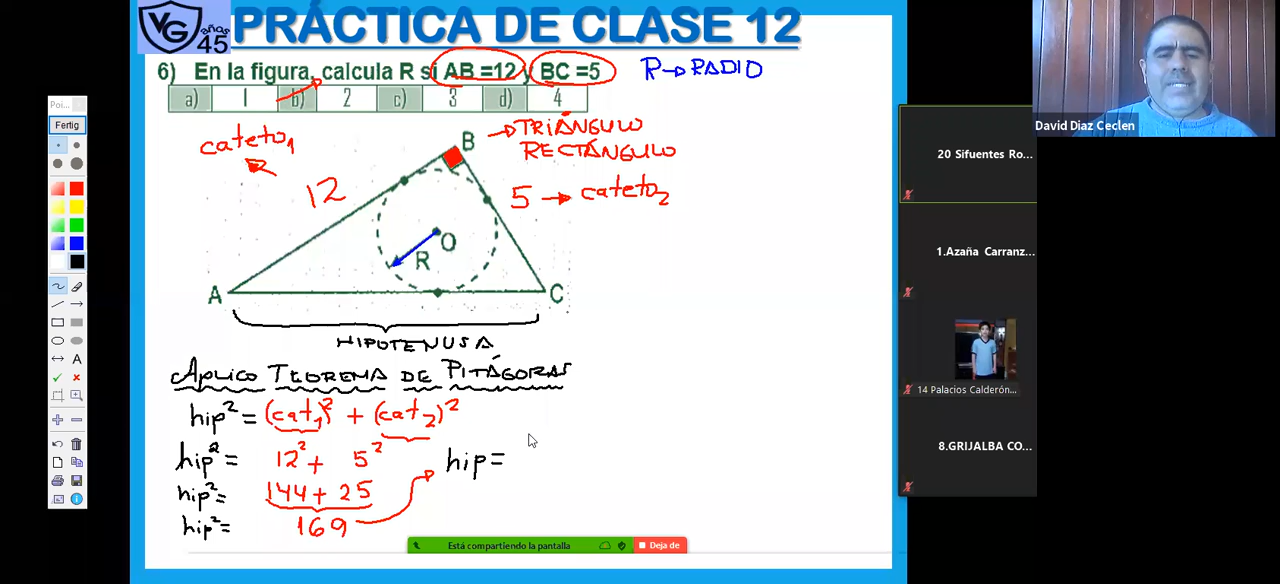 VG
años
45
PRÁCTICA DE CLASE 12
6) En la figura, calcula R si AB =12 y BC =5
R→RADIO
a) 1 b) 2 c) 3 d) 4
Fertig
cateto1
B
→TRIÁNGULO
RECTÁNGULO
12
5 → cateto2
O
R
A
C
HIPOTENUSA
APLICO TEOREMA DE PITÁGORAS
hip² = (cat1)² + (cat2)²
hip² = 12² + 5²
hip² = 144 + 25
hip² = 169
hip =
A
Está compartiendo la pantalla
Deja de
David Diaz Ceclen
20 Sifuentes Ro...
1.Azaña Carranz...
14 Palacios Calderón...
8.GRIJALBA CO...